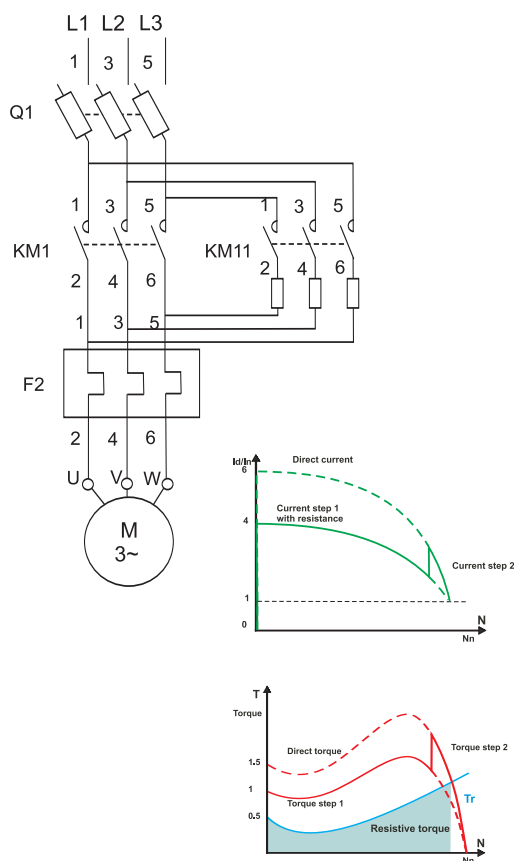 L1 L2 L3
1 3 5
Q1
1 3 5 1 3 5
KM1 KM11
2 4 6 2 4 6
1 3 5
F2
2 4 6
U V W
M
3~
Id/In
6
Direct current
4
Current step 1
with resistance
Current step 2
1
0
N
Nn
T
Torque
Direct torque
Torque step 2
1.5
1
Torque step 1
Tr
0.5
Resistive torque
N
Nn